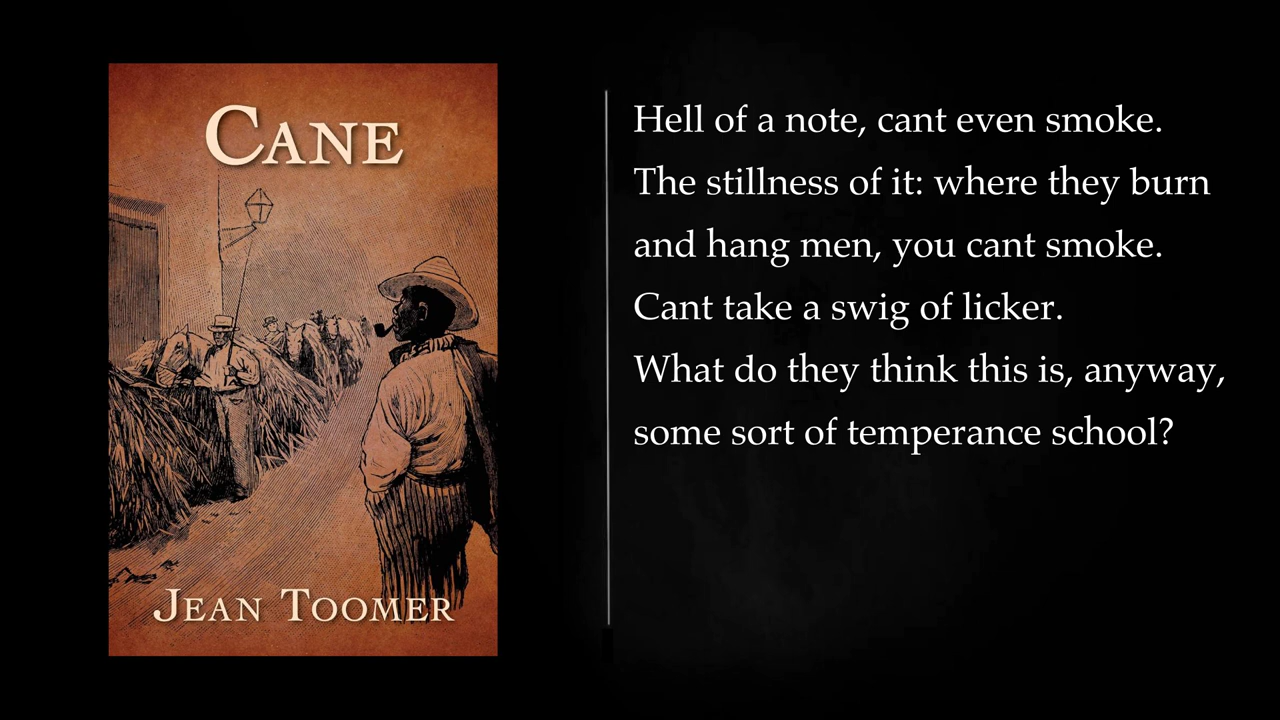 CANE
JEAN TOOMER
Hell of a note, cant even smoke.
The stillness of it: where they burn
and hang men, you cant smoke.
Cant take a swig of licker.
What do they think this is, anyway,
some sort of temperance school?